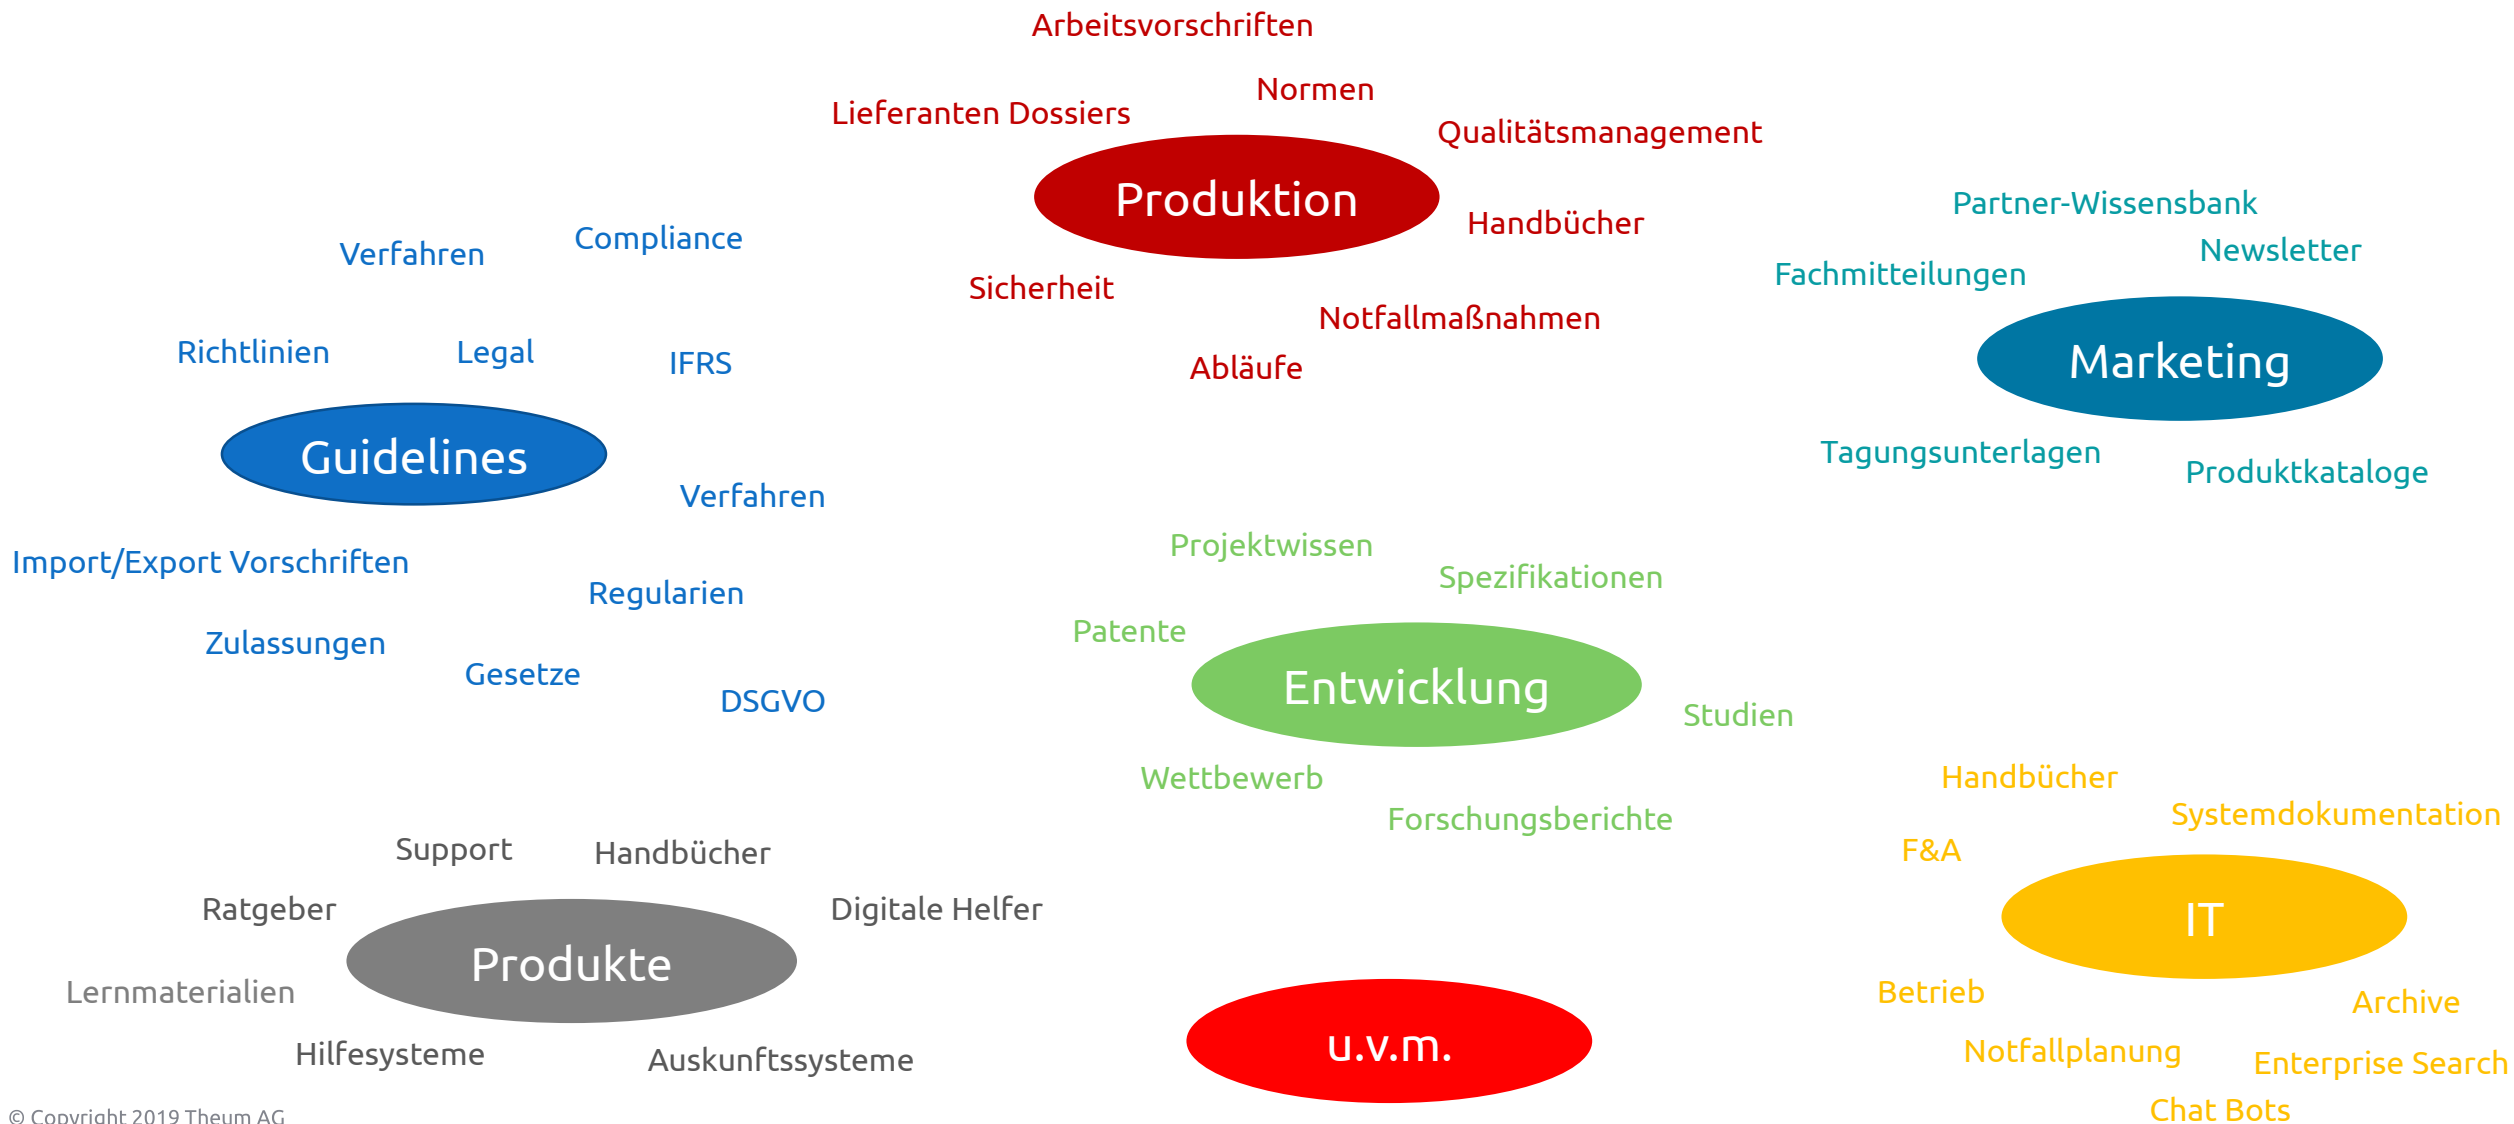 Arbeitsvorschriften
Normen
Lieferanten Dossiers
Qualitätsmanagement
Produktion
Handbücher
Sicherheit
Notfallmaßnahmen
Abläufe
Partner-Wissensbank
Newsletter
Fachmitteilungen
Marketing
Tagungsunterlagen
Produktkataloge
Compliance
Verfahren
Richtlinien
Legal
IFRS
Guidelines
Verfahren
Import/Export Vorschriften
Regularien
Zulassungen
Gesetze
DSGVO
Projektwissen
Spezifikationen
Patente
Entwicklung
Studien
Wettbewerb
Forschungsberichte
Handbücher
Systemdokumentation
F&A
IT
Betrieb
Archive
Notfallplanung
Enterprise Search
Chat Bots
Support
Handbücher
Ratgeber
Digitale Helfer
Produkte
Lernmaterialien
Hilfesysteme
Auskunftssysteme
u.v.m.
© Copyright 2019 Theum AG